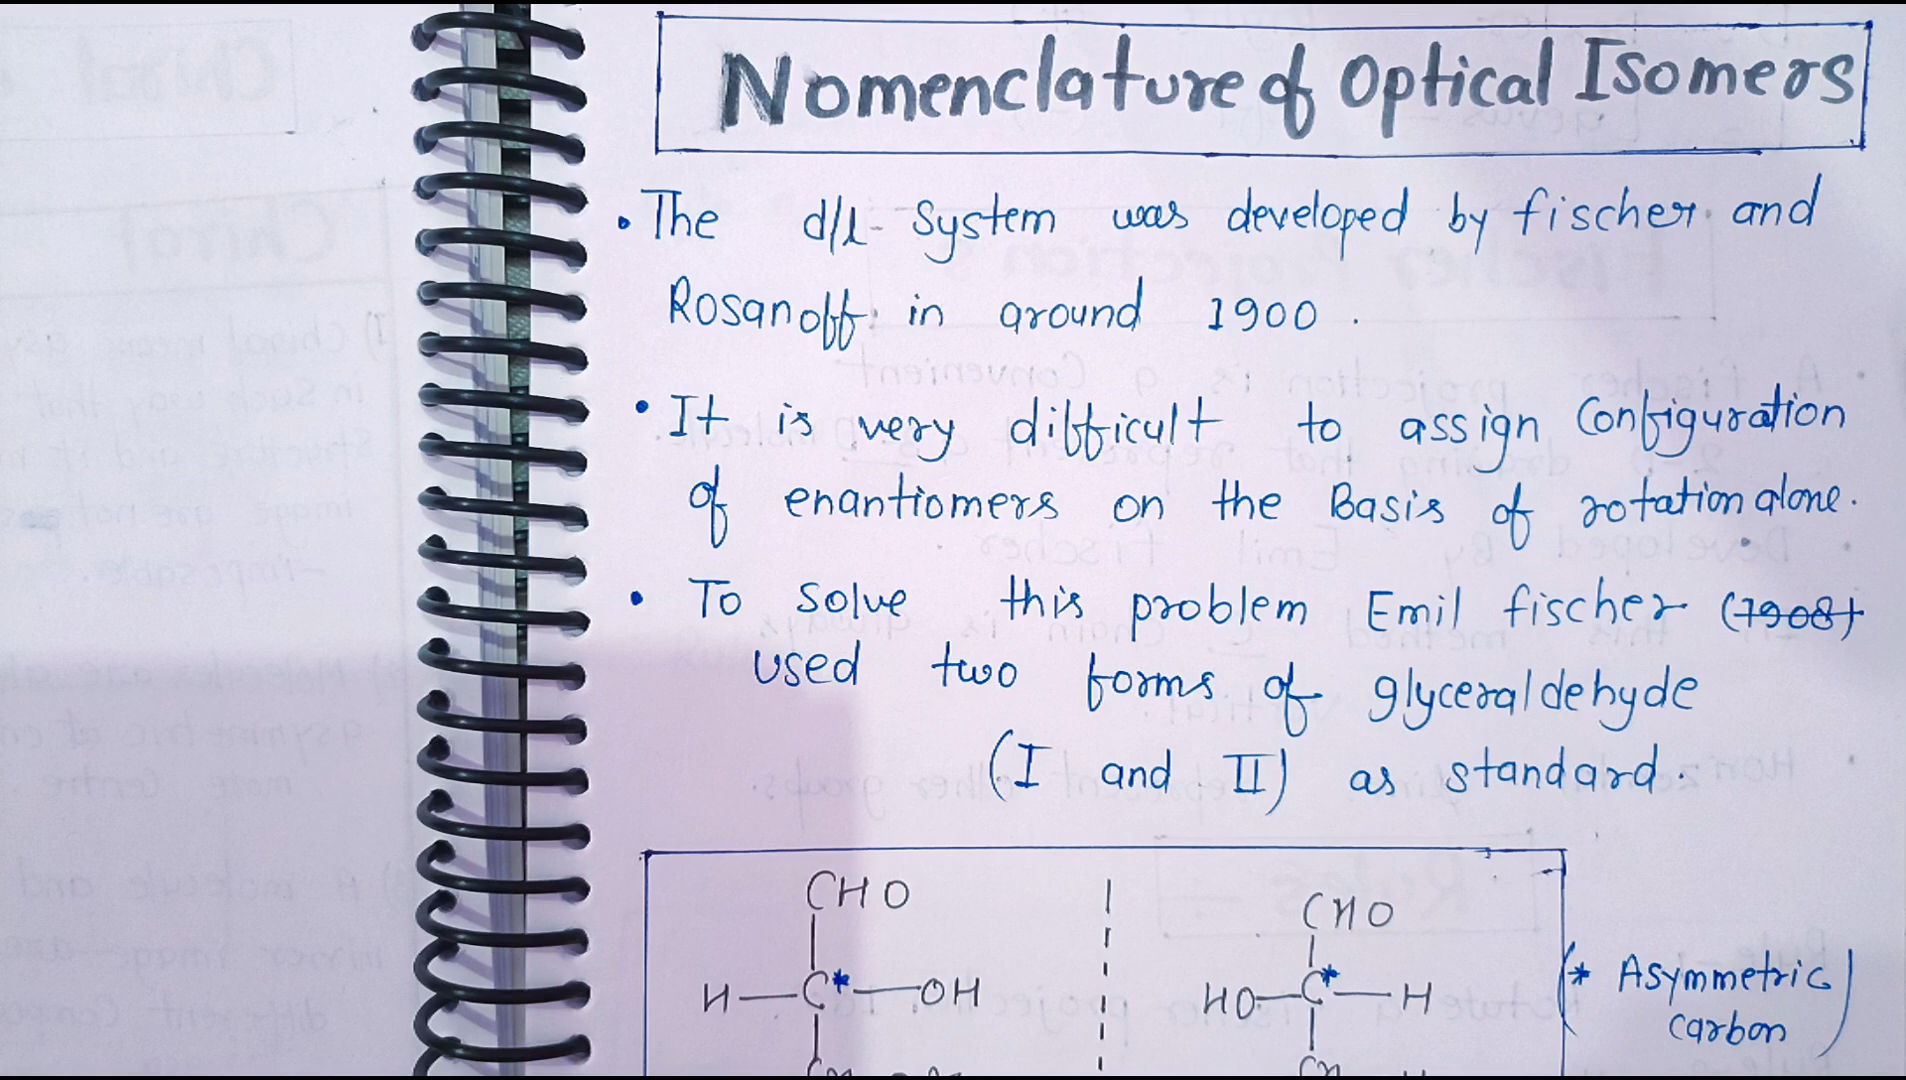 Nomenclature of Optical Isomers
• The d/l- System was developed by fischer and
Rosanoff in around 1900.
• It is very difficult to assign Configuration
of enantiomers on the Basis of rotation alone.
• To solve this problem Emil fischer (1908)
used two forms of glyceraldehyde
(I and II) as standard.
CHO CHO
H—C*—OH HO—C*—H
(* Asymmetric
carbon)